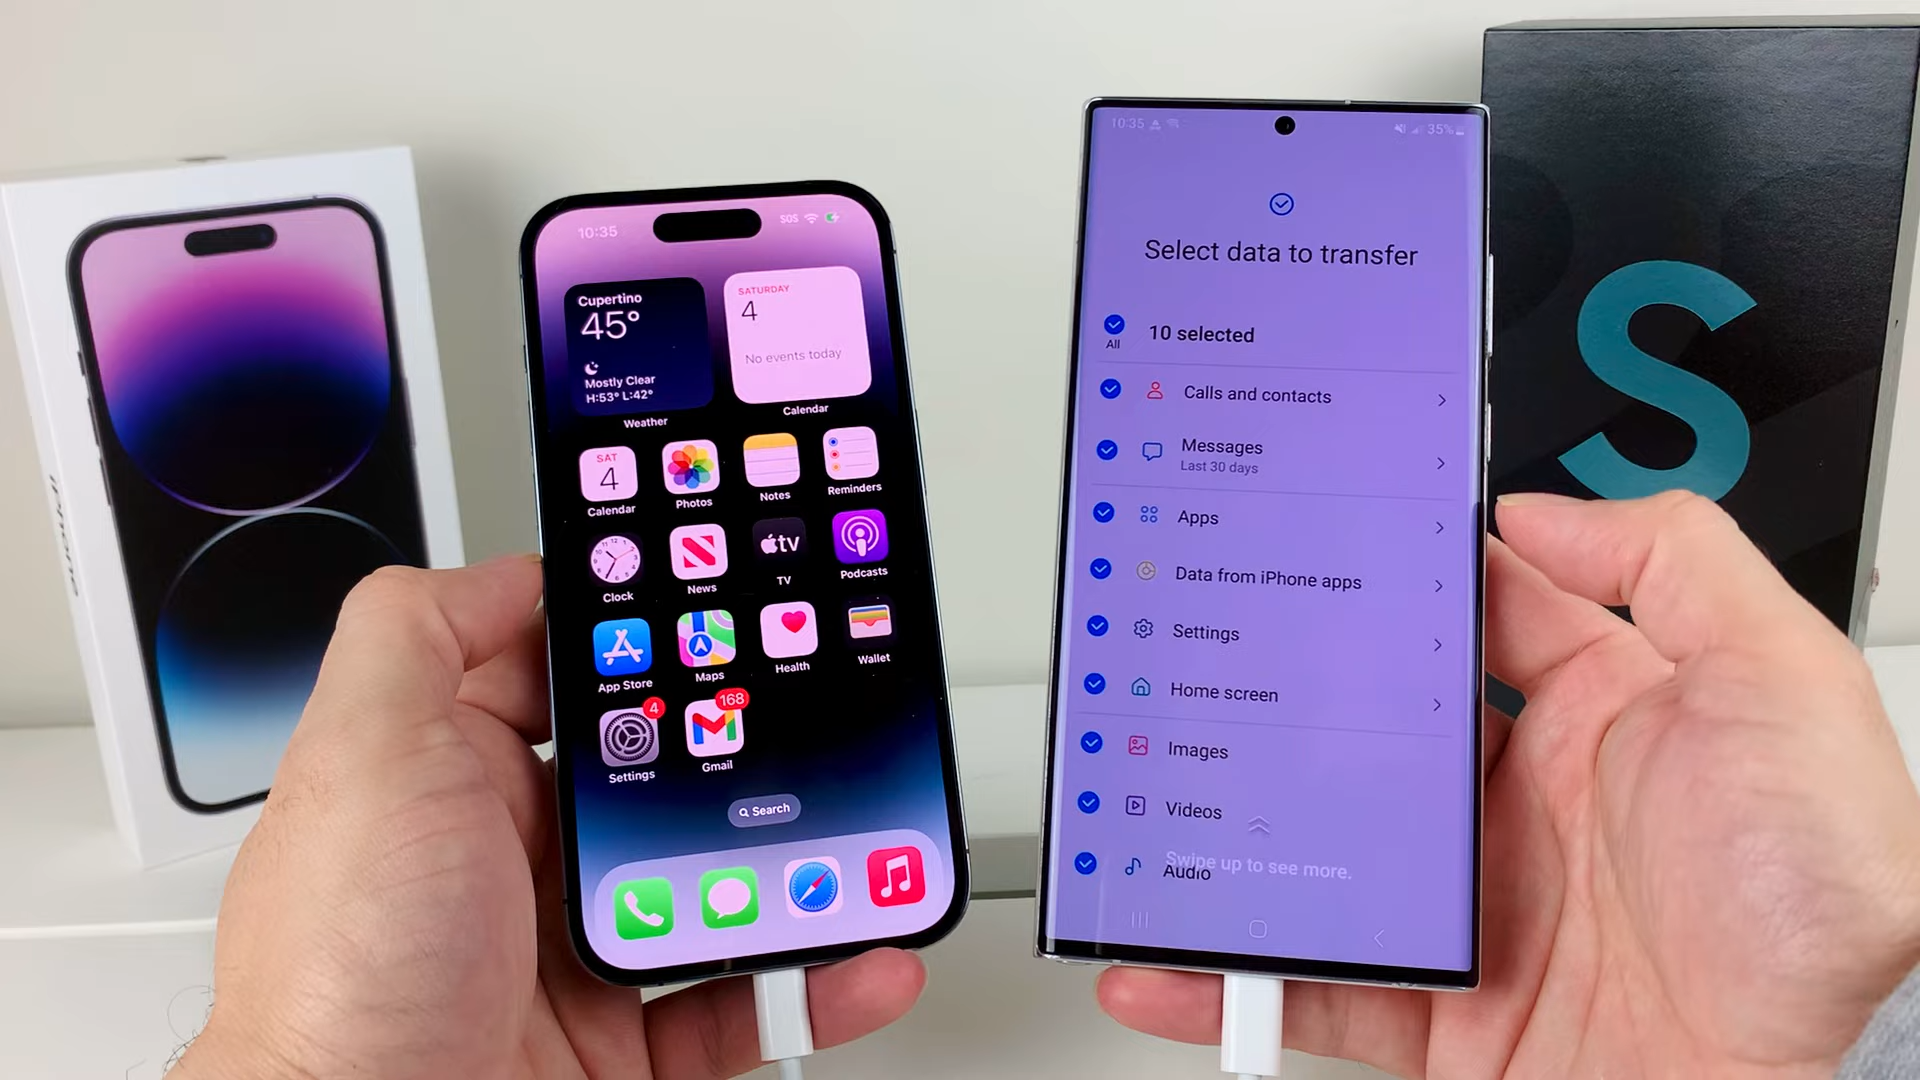 iPhone
10:35
SOS
Cupertino
45°
Mostly Clear
H:53° L:42°
Weather
SATURDAY
4
No events today
Calendar
SAT
4
Calendar
Photos
Notes
Reminders
Clock
News
tv
TV
Podcasts
App Store
Maps
Health
Wallet
4
Settings
168
Gmail
Search
10:35
35%
Select data to transfer
All
10 selected
Calls and contacts
Messages
Last 30 days
Apps
Data from iPhone apps
Settings
Home screen
Images
Videos
Swipe up to see more.
Audio
S